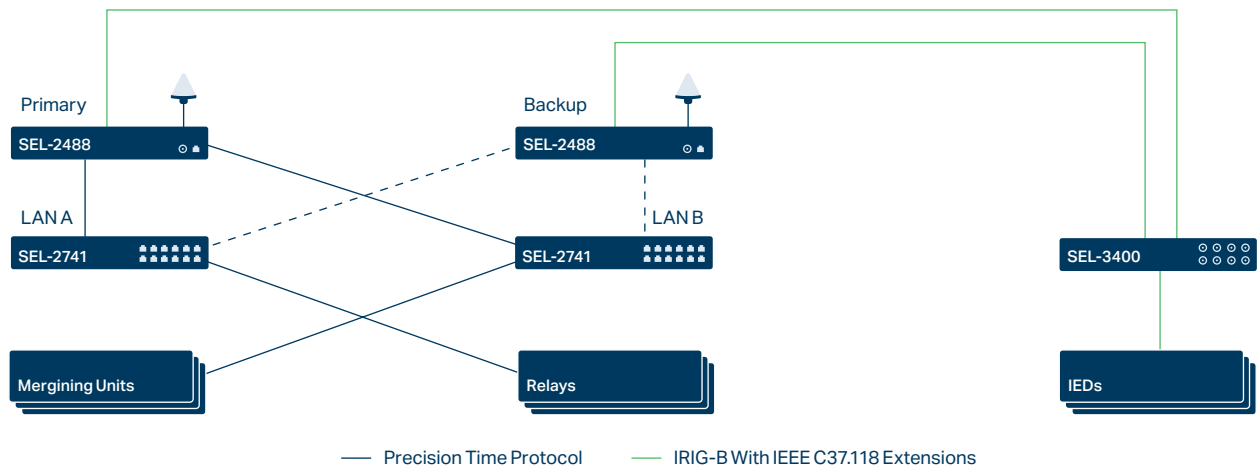 Primary
Backup
SEL-2488
SEL-2488
LAN A
LAN B
SEL-2741
SEL-2741
SEL-3400
Mergining Units
Relays
IEDs
Precision Time Protocol
IRIG-B With IEEE C37.118 Extensions